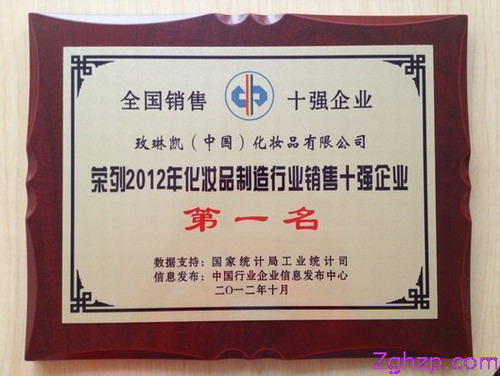 全国销售 十强企业
玫琳凯（中国）化妆品有限公司
荣列2012年化妆品制造行业销售十强企业
第一名
数据支持：国家统计局工业统计司
信息发布：中国行业企业信息发布中心
二〇一二年十月
Zghzp.com